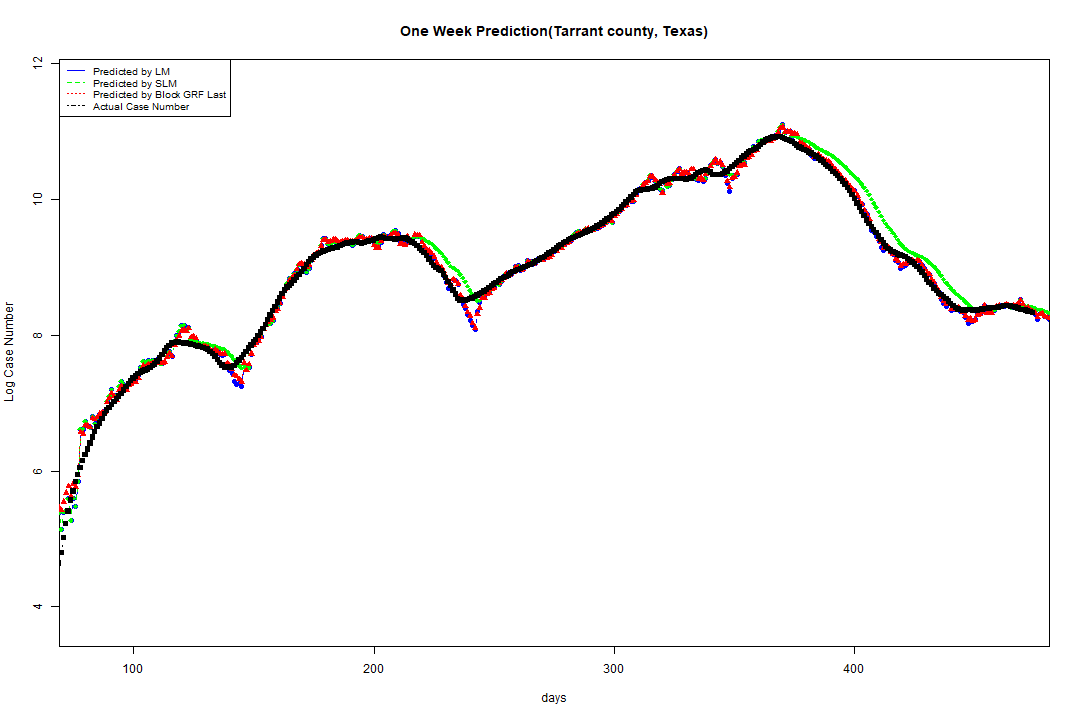 One Week Prediction(Tarrant county, Texas)
Predicted by LM
Predicted by SLM
Predicted by Block GRF Last
Actual Case Number
12
10
8
6
4
Log Case Number
100
200
300
400
days